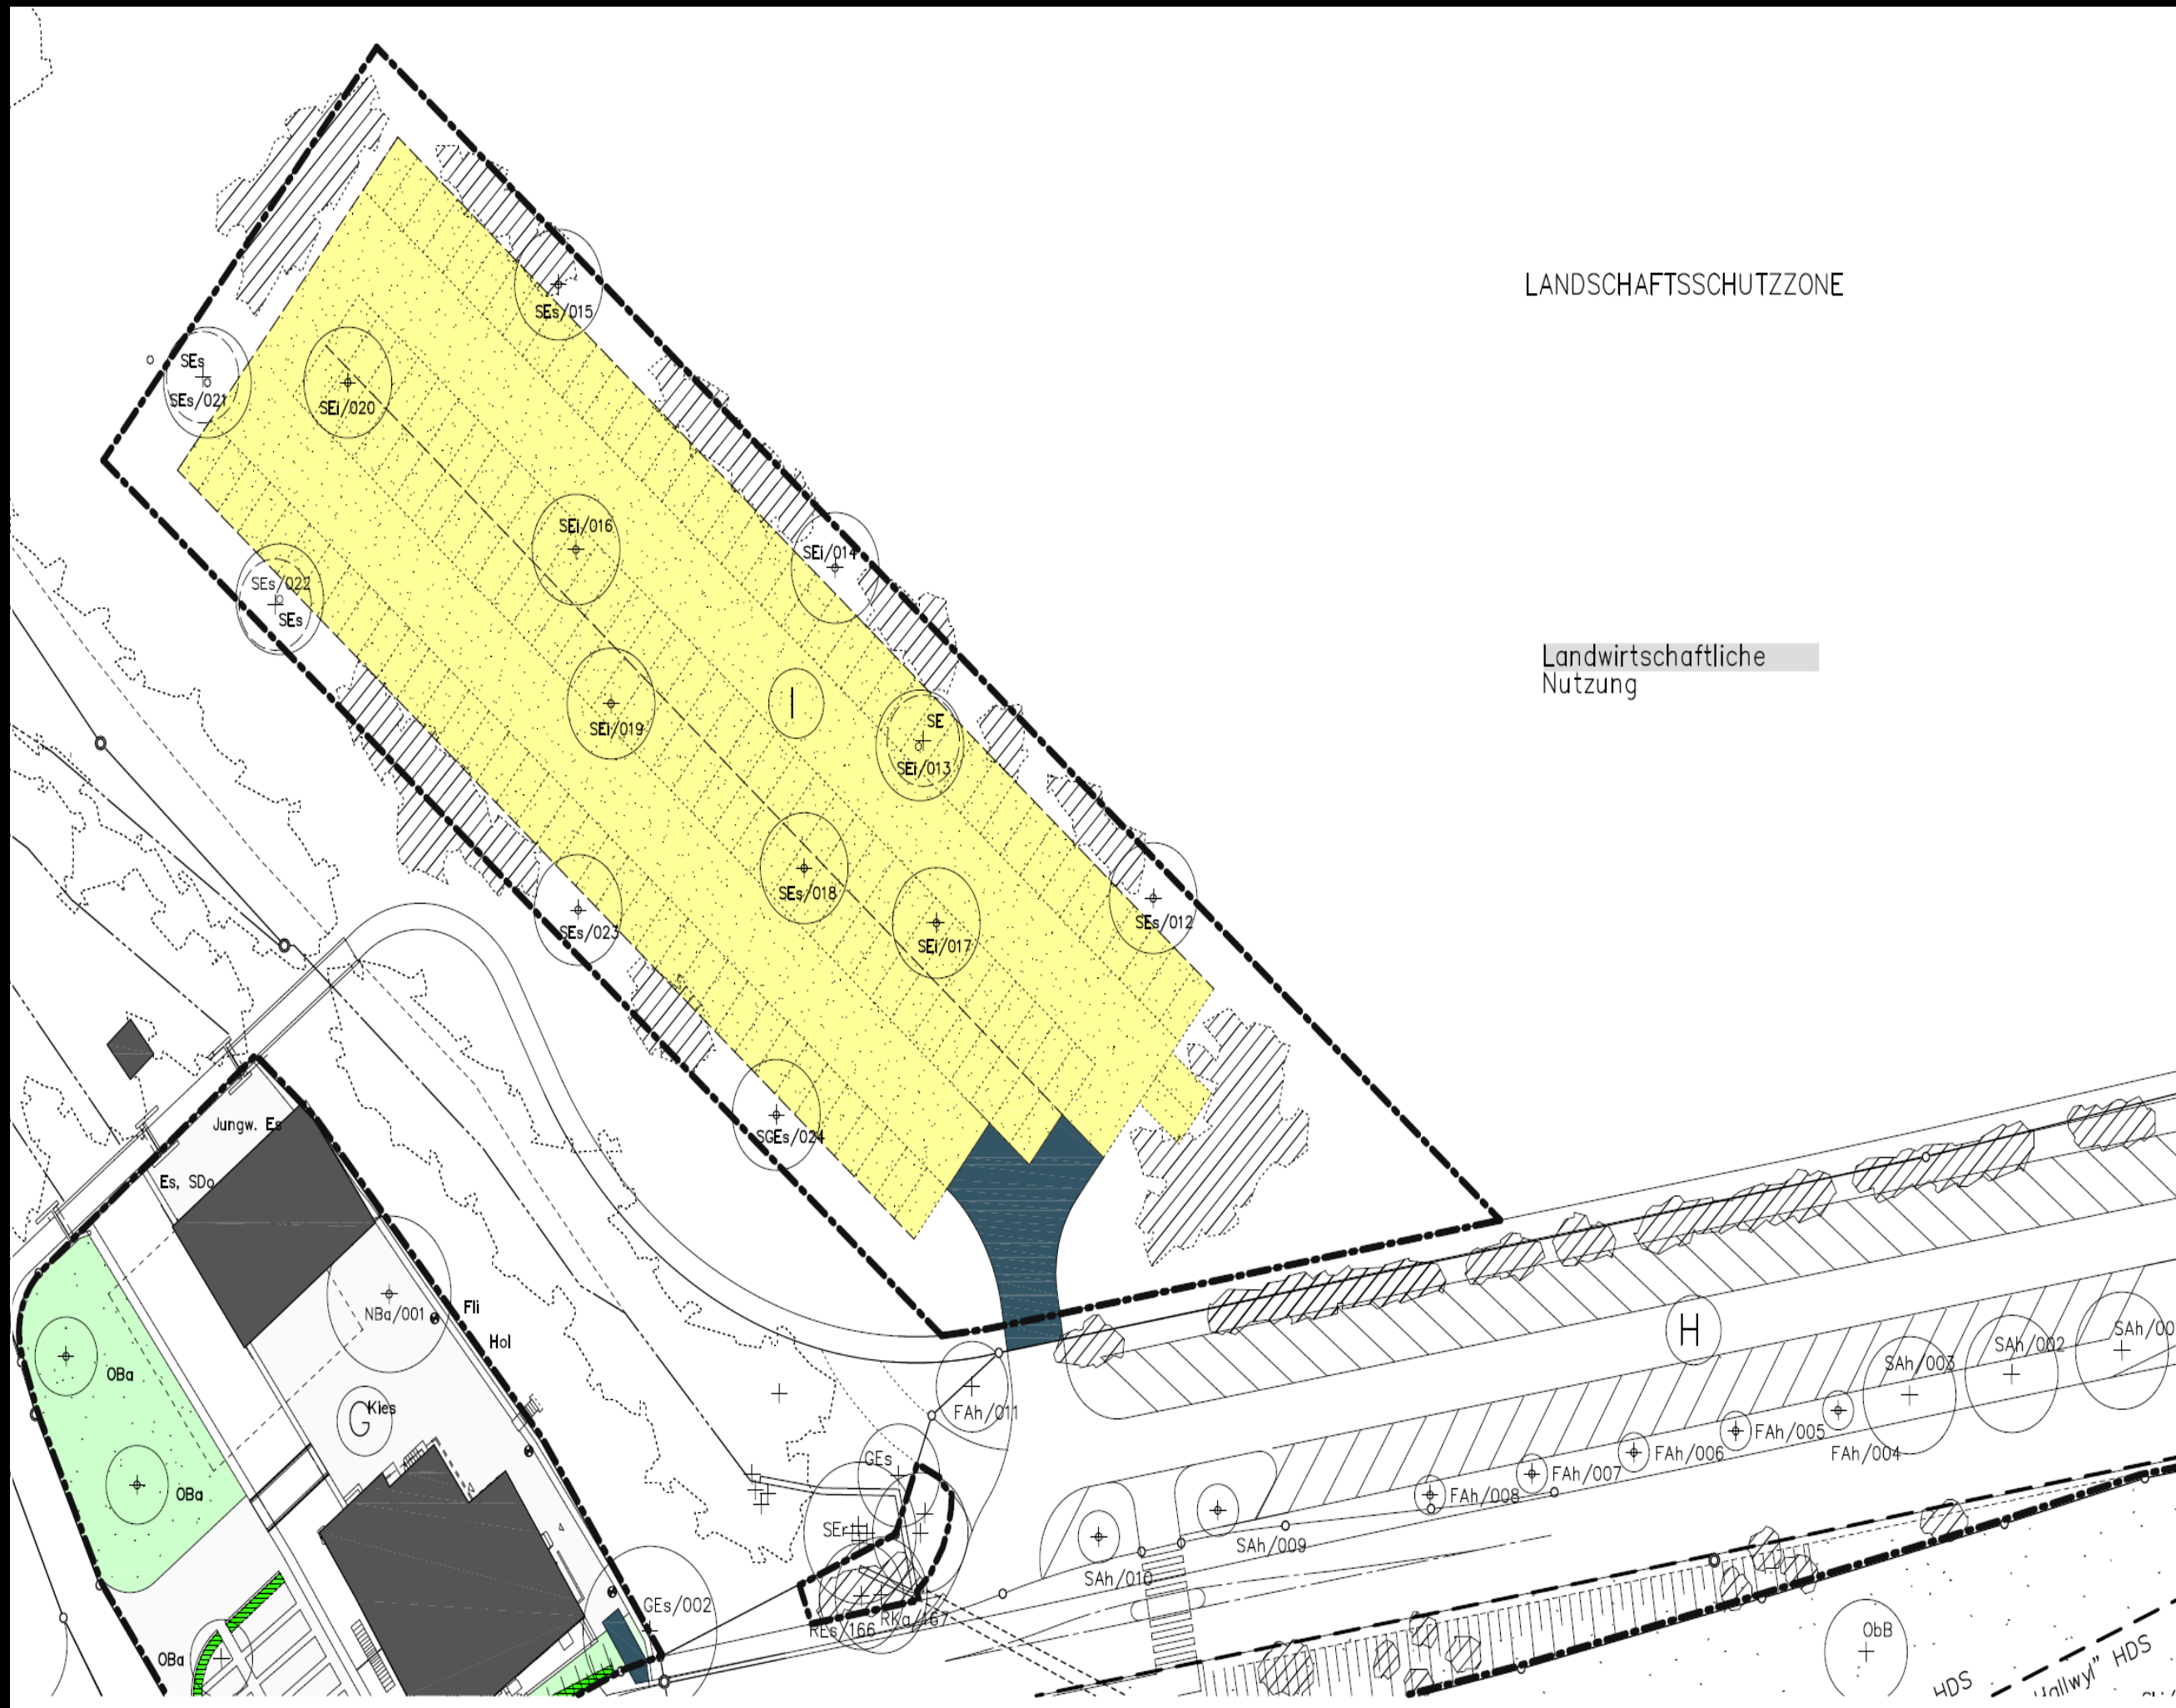 LANDSCHAFTSSCHUTZZONE
SEs/015
SEs
SEs/021
SEi/020
SEi/016
SEi/014
SEs/022
SEs
Landwirtschaftliche
Nutzung
I
SEi/019
SE
SEi/013
SEs/018
SEs/012
SEs/023
SEi/017
Jungw. Es
SGEs/024
Es, SDo
NBa/001
Fli
Hol
H
SAh/002
SAh/003
OBa
G
Kies
FAh/011
FAh/005
FAh/004
FAh/006
GEs
FAh/007
OBa
FAh/008
SEr
SAh/009
SAh/010
GEs/002
RKa/167
REs/166
ObB
OBa
HDS
HDS